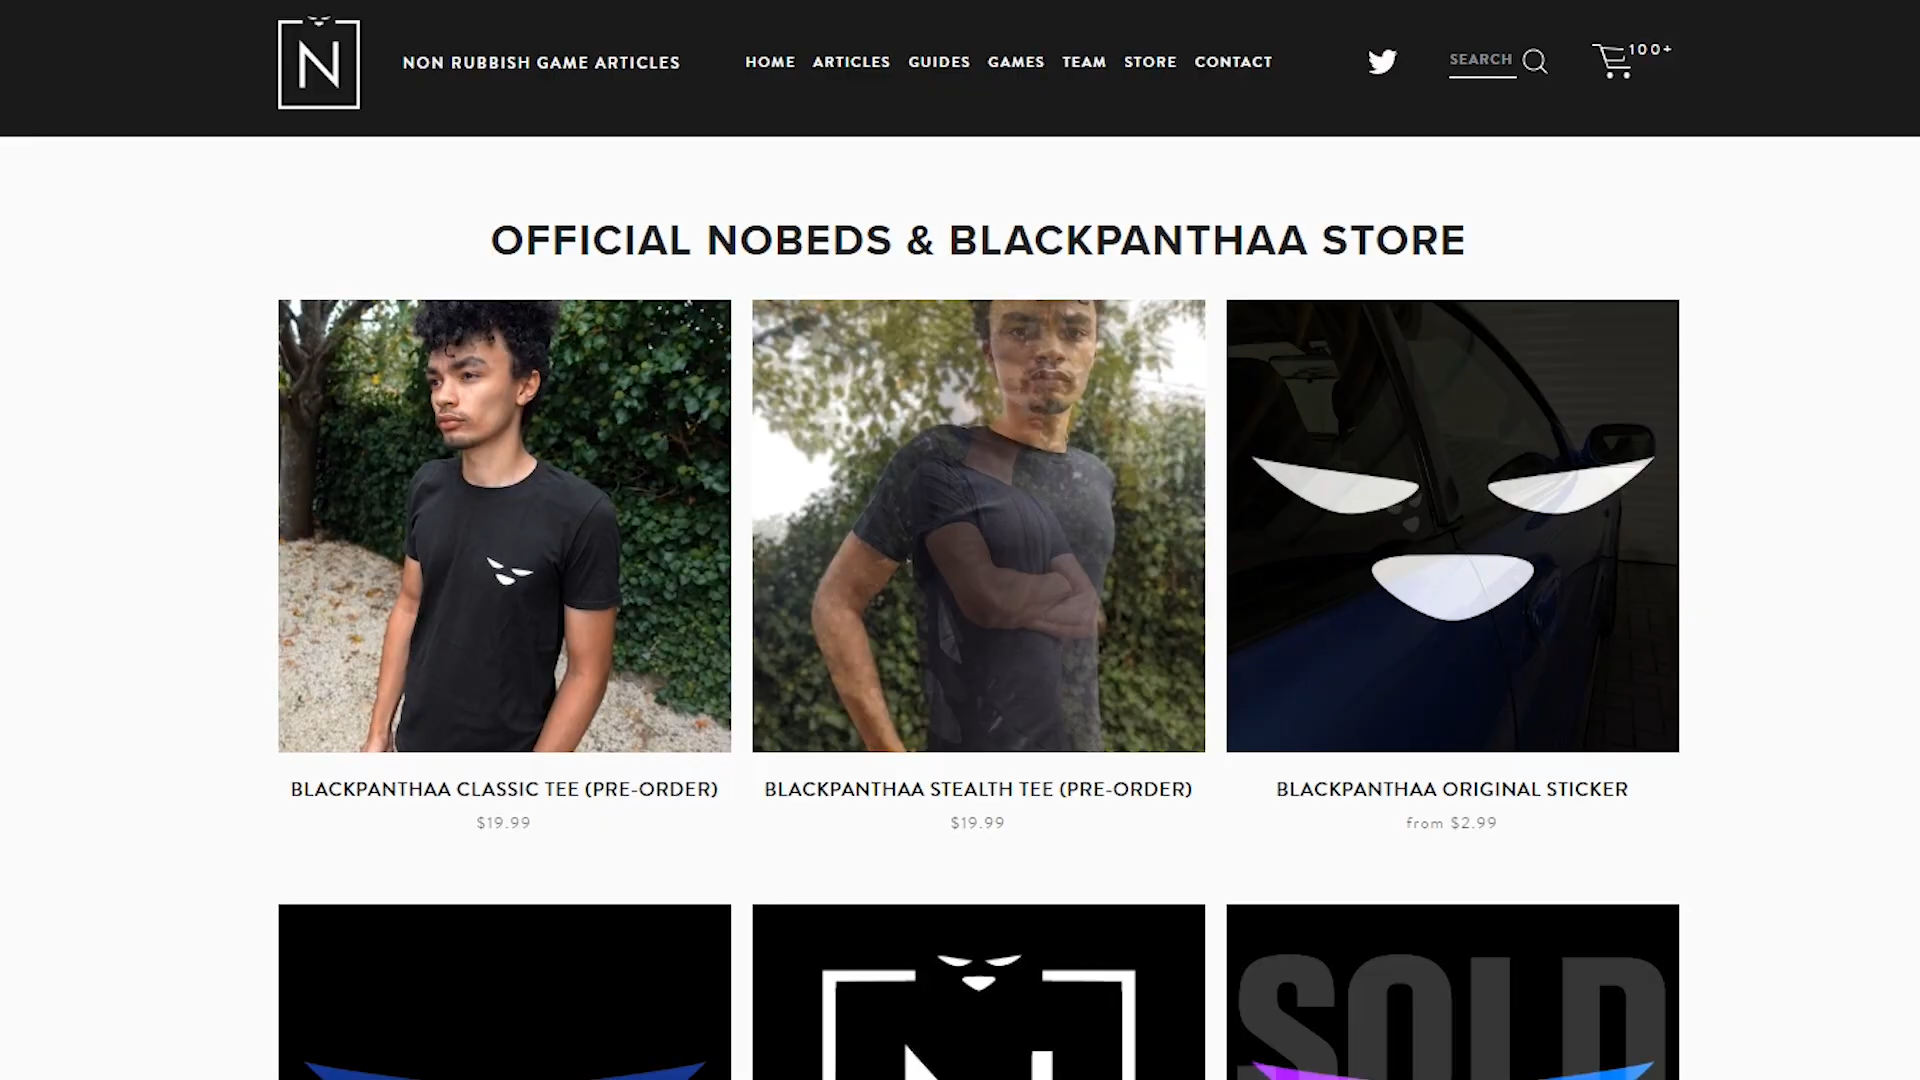 N
NON RUBBISH GAME ARTICLES
HOME ARTICLES GUIDES GAMES TEAM STORE CONTACT
SEARCH
100+
OFFICIAL NOBEDS & BLACKPANTHAA STORE
BLACKPANTHAA CLASSIC TEE (PRE-ORDER)
$19.99
BLACKPANTHAA STEALTH TEE (PRE-ORDER)
$19.99
BLACKPANTHAA ORIGINAL STICKER
from $2.99
N
SOLD